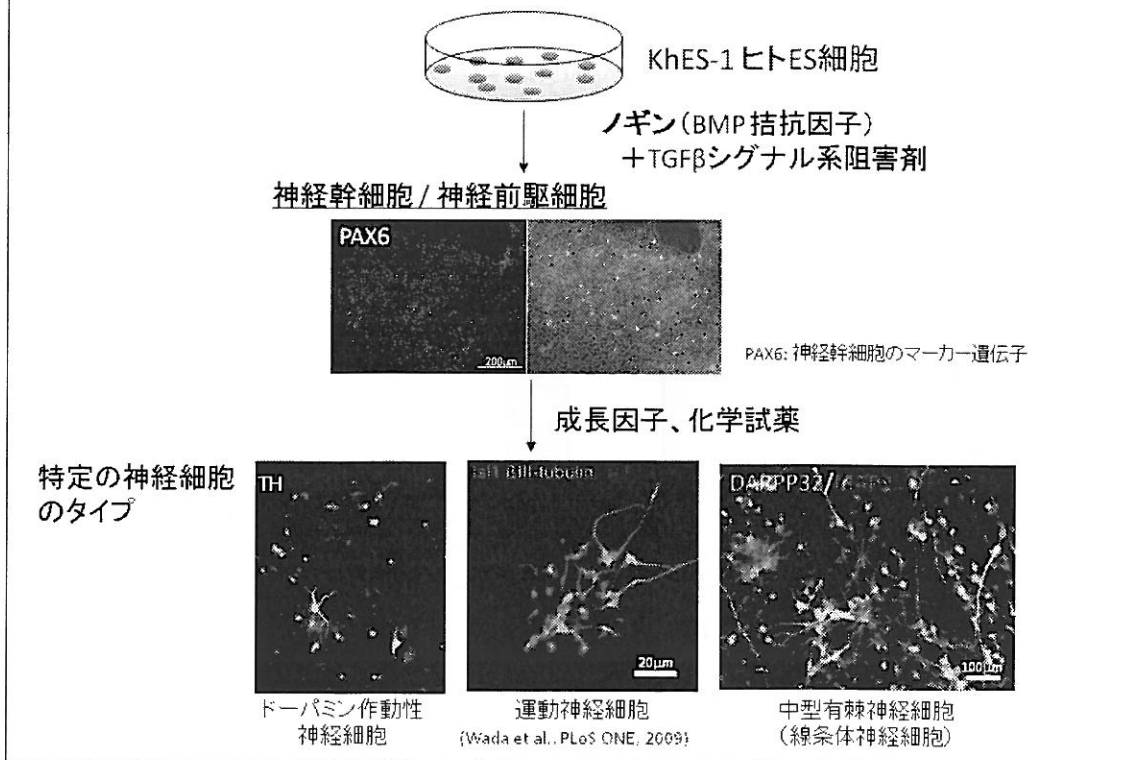 KhES-1 ヒトES細胞
ノギン（BMP 拮抗因子）
＋TGFβシグナル系阻害剤
神経幹細胞 / 神経前駆細胞
PAX6
200μm
PAX6: 神経幹細胞のマーカー遺伝子
成長因子、化学試薬
特定の神経細胞
のタイプ
TH
βIII-tubulin
DARPP32/
20μm
100μm
ドーパミン作動性
神経細胞
運動神経細胞
(Wada et al., PLoS ONE, 2009)
中型有棘神経細胞
（線条体神経細胞）